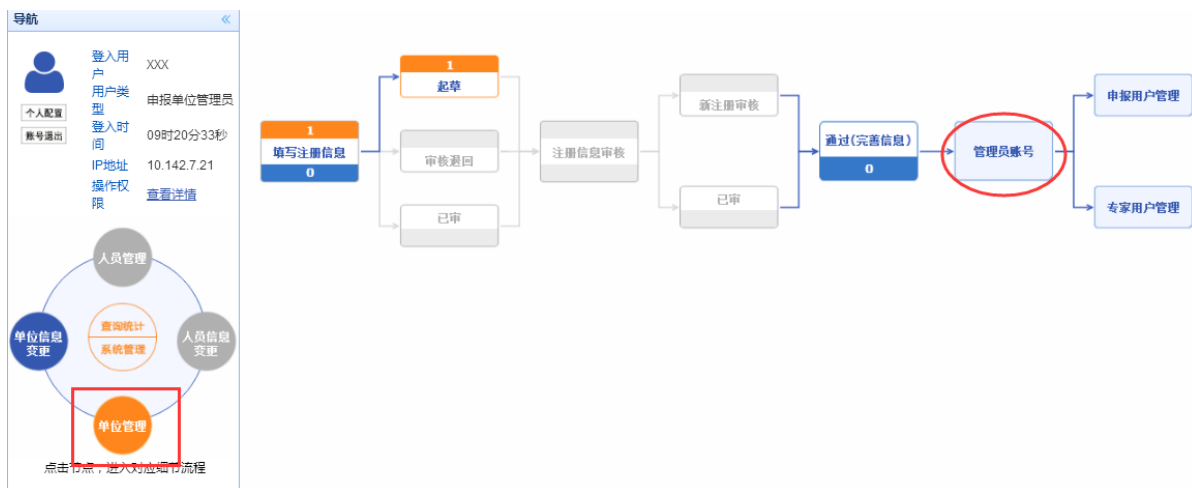 导航
«
登入用
户
XXX
用户类
型
申报单位管理员
登入时
间
09时20分33秒
IP地址
10.142.7.21
操作权
限
查看详情
个人配置
账号退出
人员管理
查询统计
系统管理
单位信息
变更
人员信息
变更
单位管理
点击节点，进入对应细节流程
1
填写注册信息
0
1
起草
审核退回
已审
注册信息审核
新注册审核
已审
通过(完善信息)
0
管理员账号
申报用户管理
专家用户管理